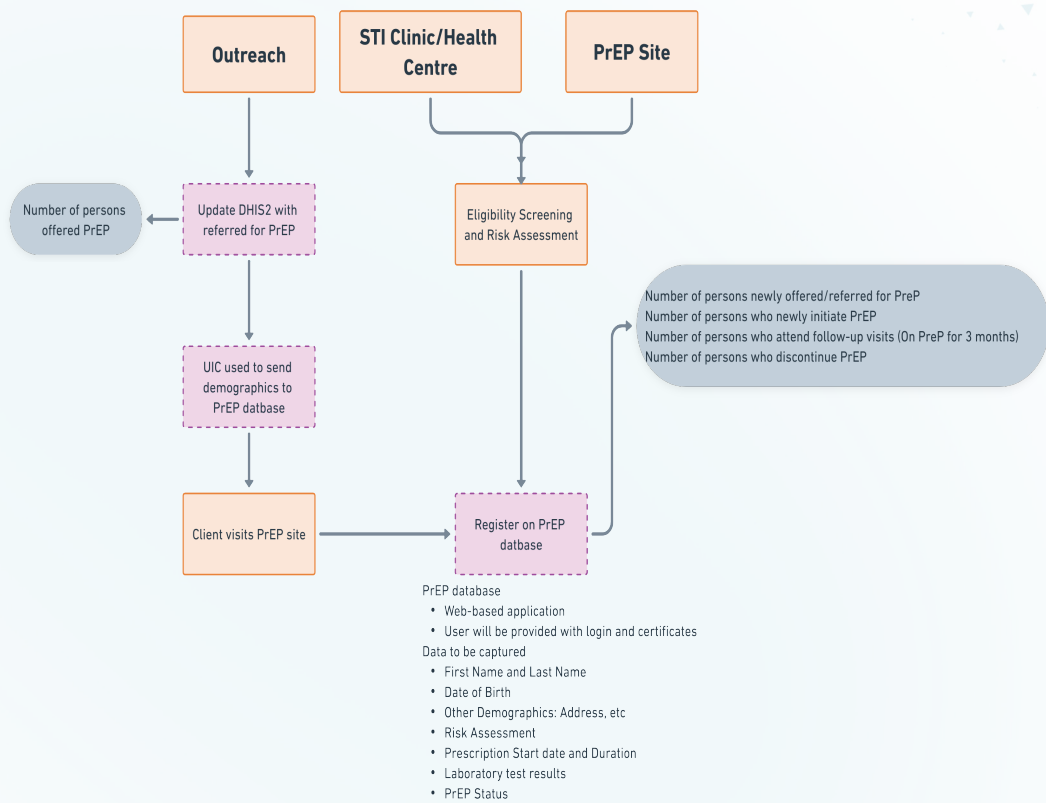 Outreach
STI Clinic/Health
Centre
PrEP Site
Number of persons
offered PrEP
Update DHIS2 with
referred for PrEP
Eligibility Screening
and Risk Assessment
Number of persons newly offered/referred for PreP
Number of persons who newly initiate PrEP
Number of persons who attend follow-up visits (On PreP for 3 months)
Number of persons who discontinue PrEP
UIC used to send
demographics to
PrEP datbase
Client visits PrEP site
Register on PrEP
datbase
PrEP database
• Web-based application
• User will be provided with login and certificates
Data to be captured
• First Name and Last Name
• Date of Birth
• Other Demographics: Address, etc
• Risk Assessment
• Prescription Start date and Duration
• Laboratory test results
• PrEP Status